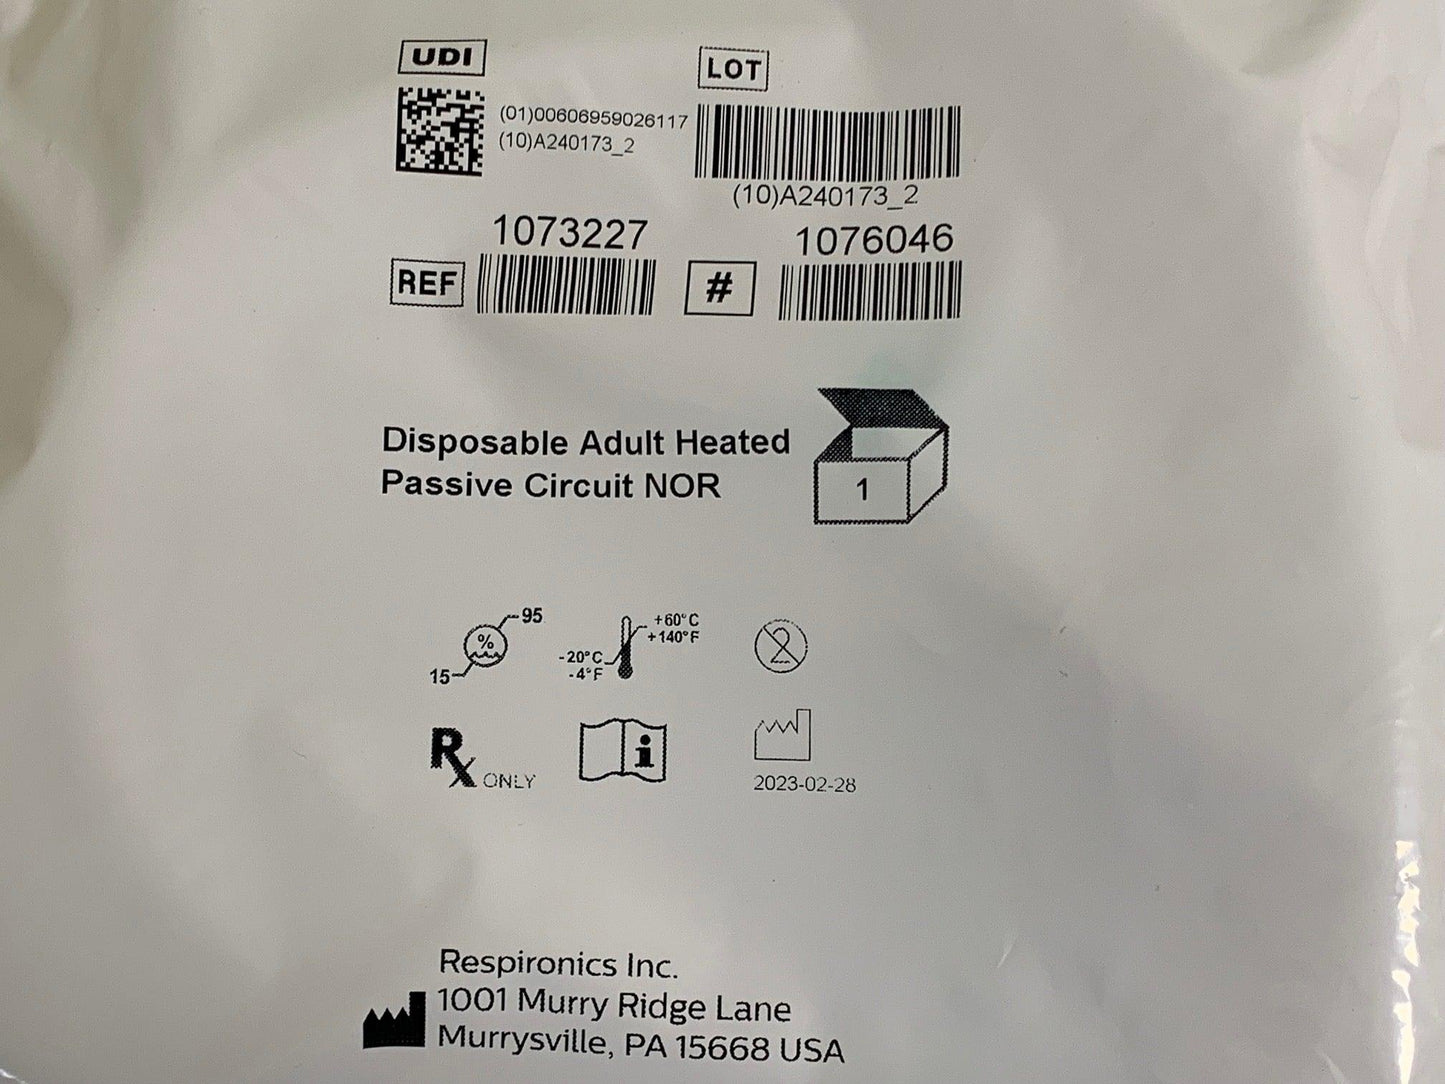 UDI
(01)00606959026117
(10)A240173_2
LOT
(10)A240173_2
1073227
REF
1076046
#
Disposable Adult Heated
Passive Circuit NOR
1
%
95
15
+60°C
+140°F
-20°C
-4°F
2
Rx ONLY
i
2023-02-28
Respironics Inc.
1001 Murry Ridge Lane
Murrysville, PA 15668 USA